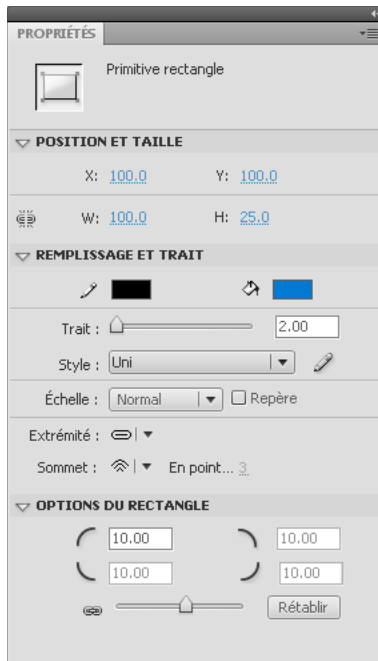 PROPRIÉTÉS
Primitive rectangle
POSITION ET TAILLE
X: 100.0 Y: 100.0
W: 100.0 H: 25.0
REMPLISSAGE ET TRAIT
Trait : 2.00
Style : Uni
Échelle : Normal Repère
Extrémité :
Sommet : En point... 3
OPTIONS DU RECTANGLE
10.00 10.00
10.00 10.00
Rétablir